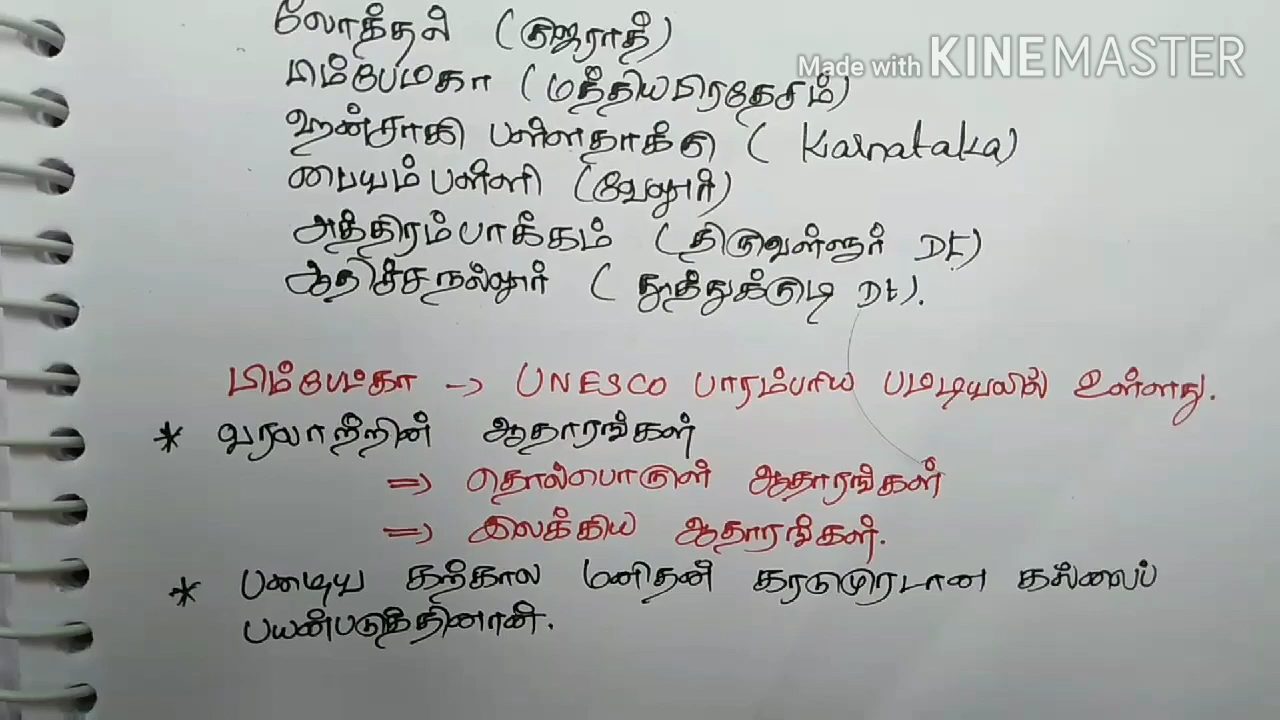 லோத்தல் (குஜராத்)
Made with KINEMASTER
பிம்பேட்கா (மத்தியபிரதேசம்)
ஹன்சாகி பள்ளதாக்கு ( Karnataka)
பையம்பள்ளி (வேலூர்)
அத்திரம்பாக்கம் (திருவள்ளூர் Dt)
ஆதிச்சநல்லூர் ( தூத்துக்குடி Dt).
பிம்பேட்கா -> UNESCO பாரம்பரிய பட்டியலில் உள்ளது.
* வரலாற்றின் ஆதாரங்கள்
=> தொல்பொருள் ஆதாரங்கள்
=> இலக்கிய ஆதாரங்கள்.
* பழைய கற்கால மனிதன் கரடுமுரடான கல்லைப்
பயன்படுத்தினான்.